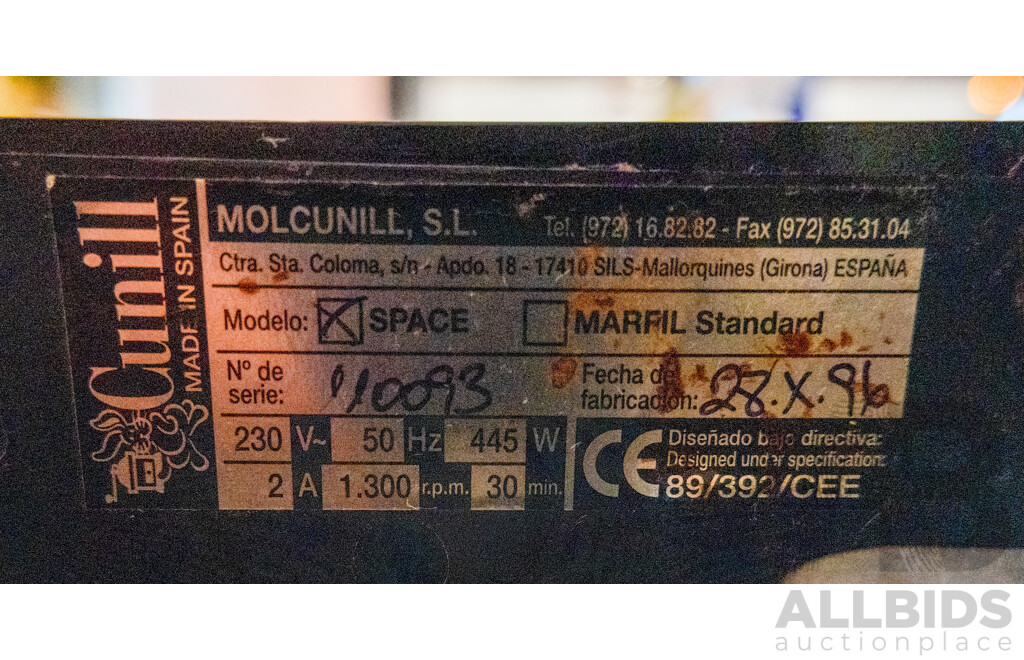 Cunill
MADE IN SPAIN
MOLCUNILL, S.L. Tel. (972) 16.82.82 - Fax (972) 85.31.04
Ctra. Sta. Coloma, s/n - Apdo. 18 - 17410 SILS-Mallorquines (Girona) ESPAÑA
Modelo: SPACE MARFIL Standard
Nº de serie: 110093
Fecha de fabricación: 28.X.96
230 V~ 50 Hz 445 W
2 A 1.300 r.p.m. 30 min.
CE
Diseñado bajo directiva:
Designed under specification:
89/392/CEE
ALLBIDS
auctionplace